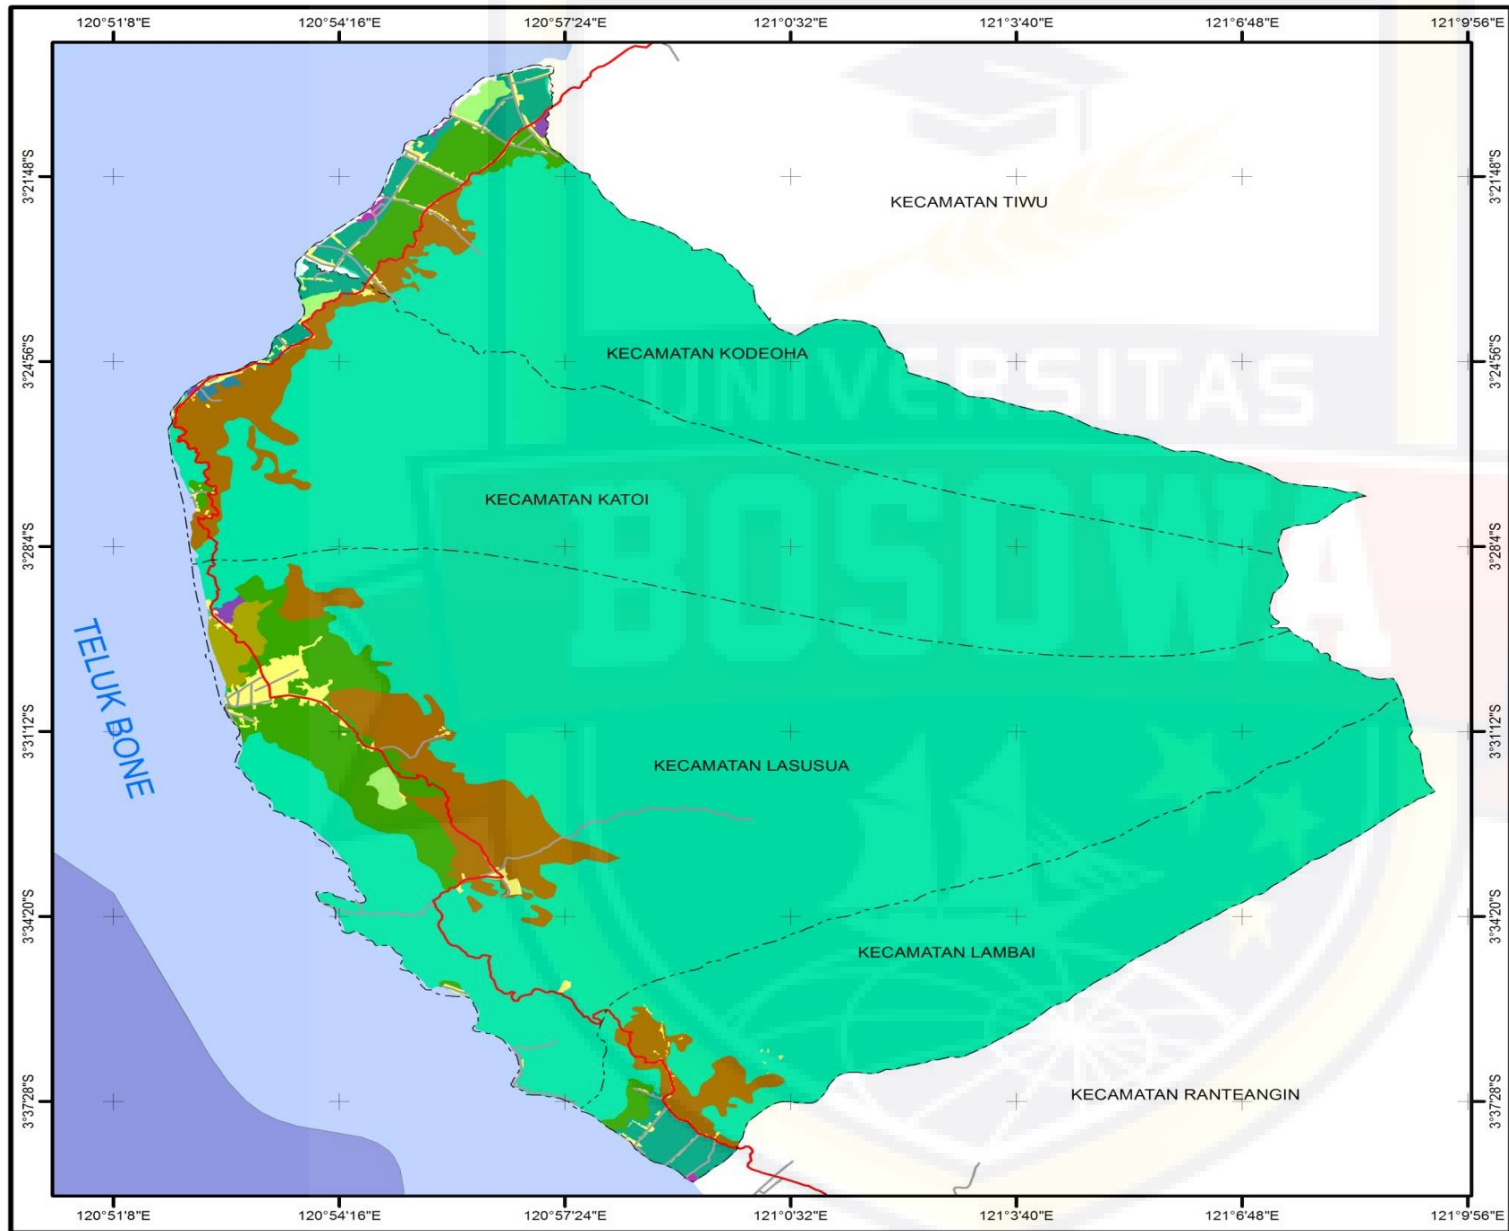 120°51'8"E 120°54'16"E 120°57'24"E 121°0'32"E 121°3'40"E 121°6'48"E 121°9'56"E
3°21'48"S 3°21'48"S
KECAMATAN TIWU
KECAMATAN KODEOHA
3°24'56"S 3°24'56"S
UNIVERSITAS
KECAMATAN KATOI
BOSOWA
3°28'4"S 3°28'4"S
TELUK BONE
3°31'12"S 3°31'12"S
KECAMATAN LASUSUA
3°34'20"S 3°34'20"S
KECAMATAN LAMBAI
KECAMATAN RANTEANGIN
3°37'28"S 3°37'28"S
120°51'8"E 120°54'16"E 120°57'24"E 121°0'32"E 121°3'40"E 121°6'48"E 121°9'56"E